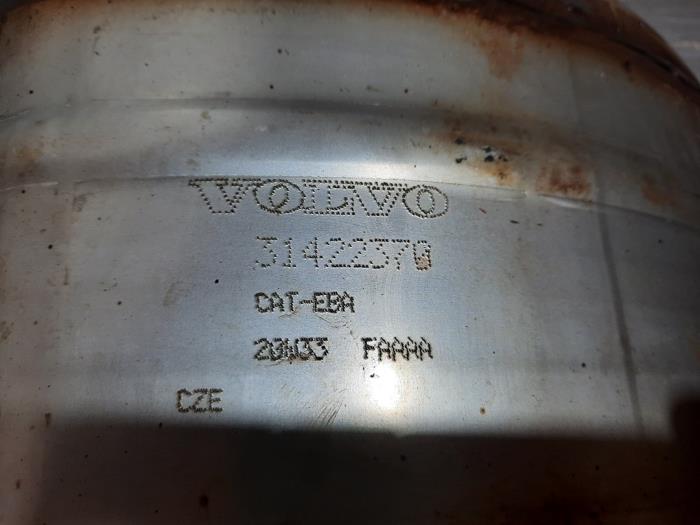 VOLVO
31422370
CAT-EBA
20W33 FAAAA
CZE